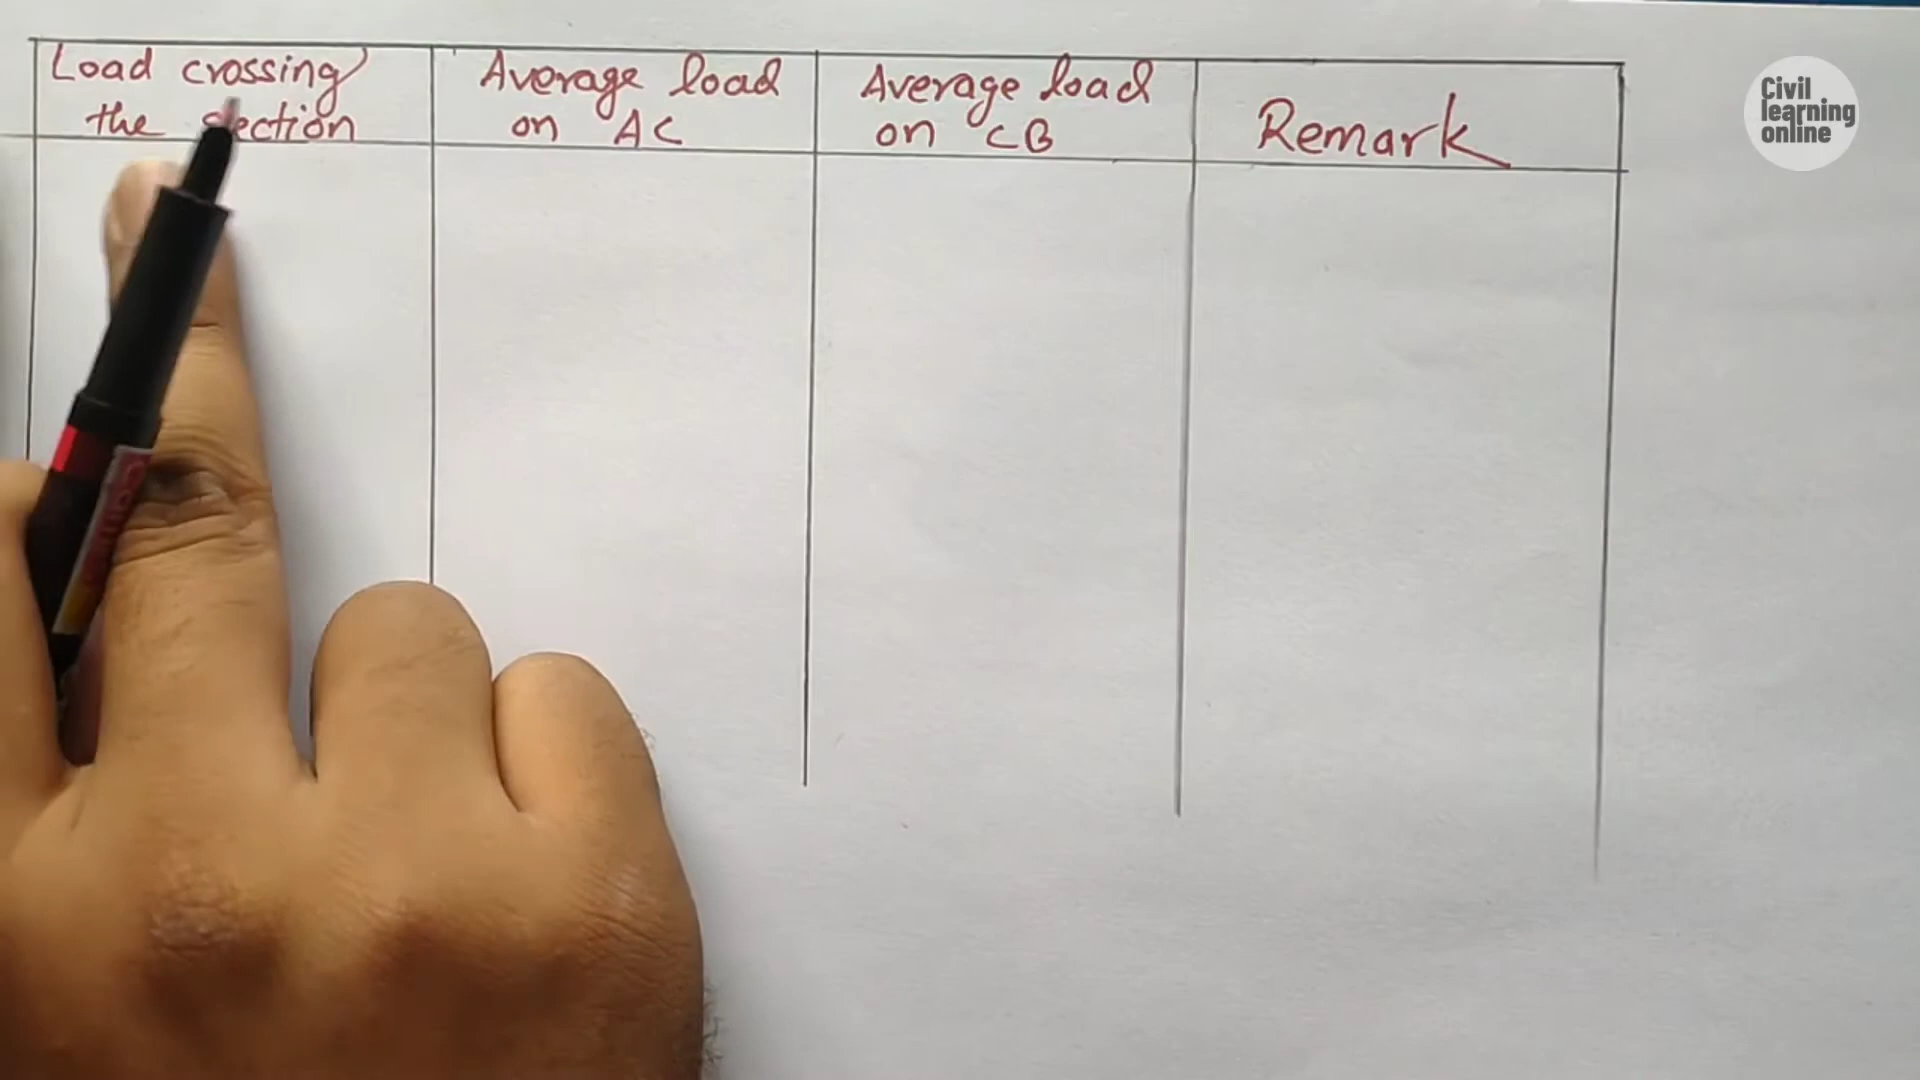 Load crossing
the section
Average load
on AC
Average load
on CB
Remark
Civil
learning
online